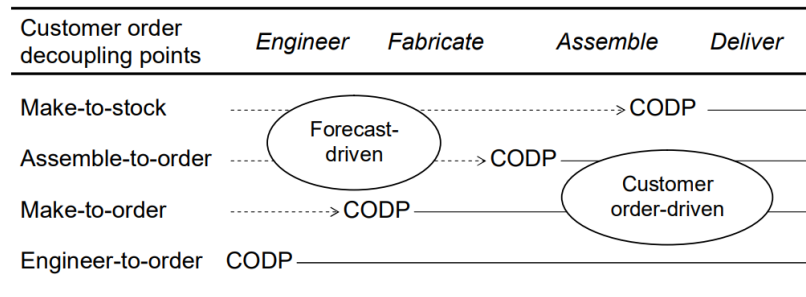 Customer order
decoupling points
Engineer Fabricate Assemble Deliver
Make-to-stock CODP
Forecast-
driven
Assemble-to-order CODP
Customer
order-driven
Make-to-order CODP
Engineer-to-order CODP